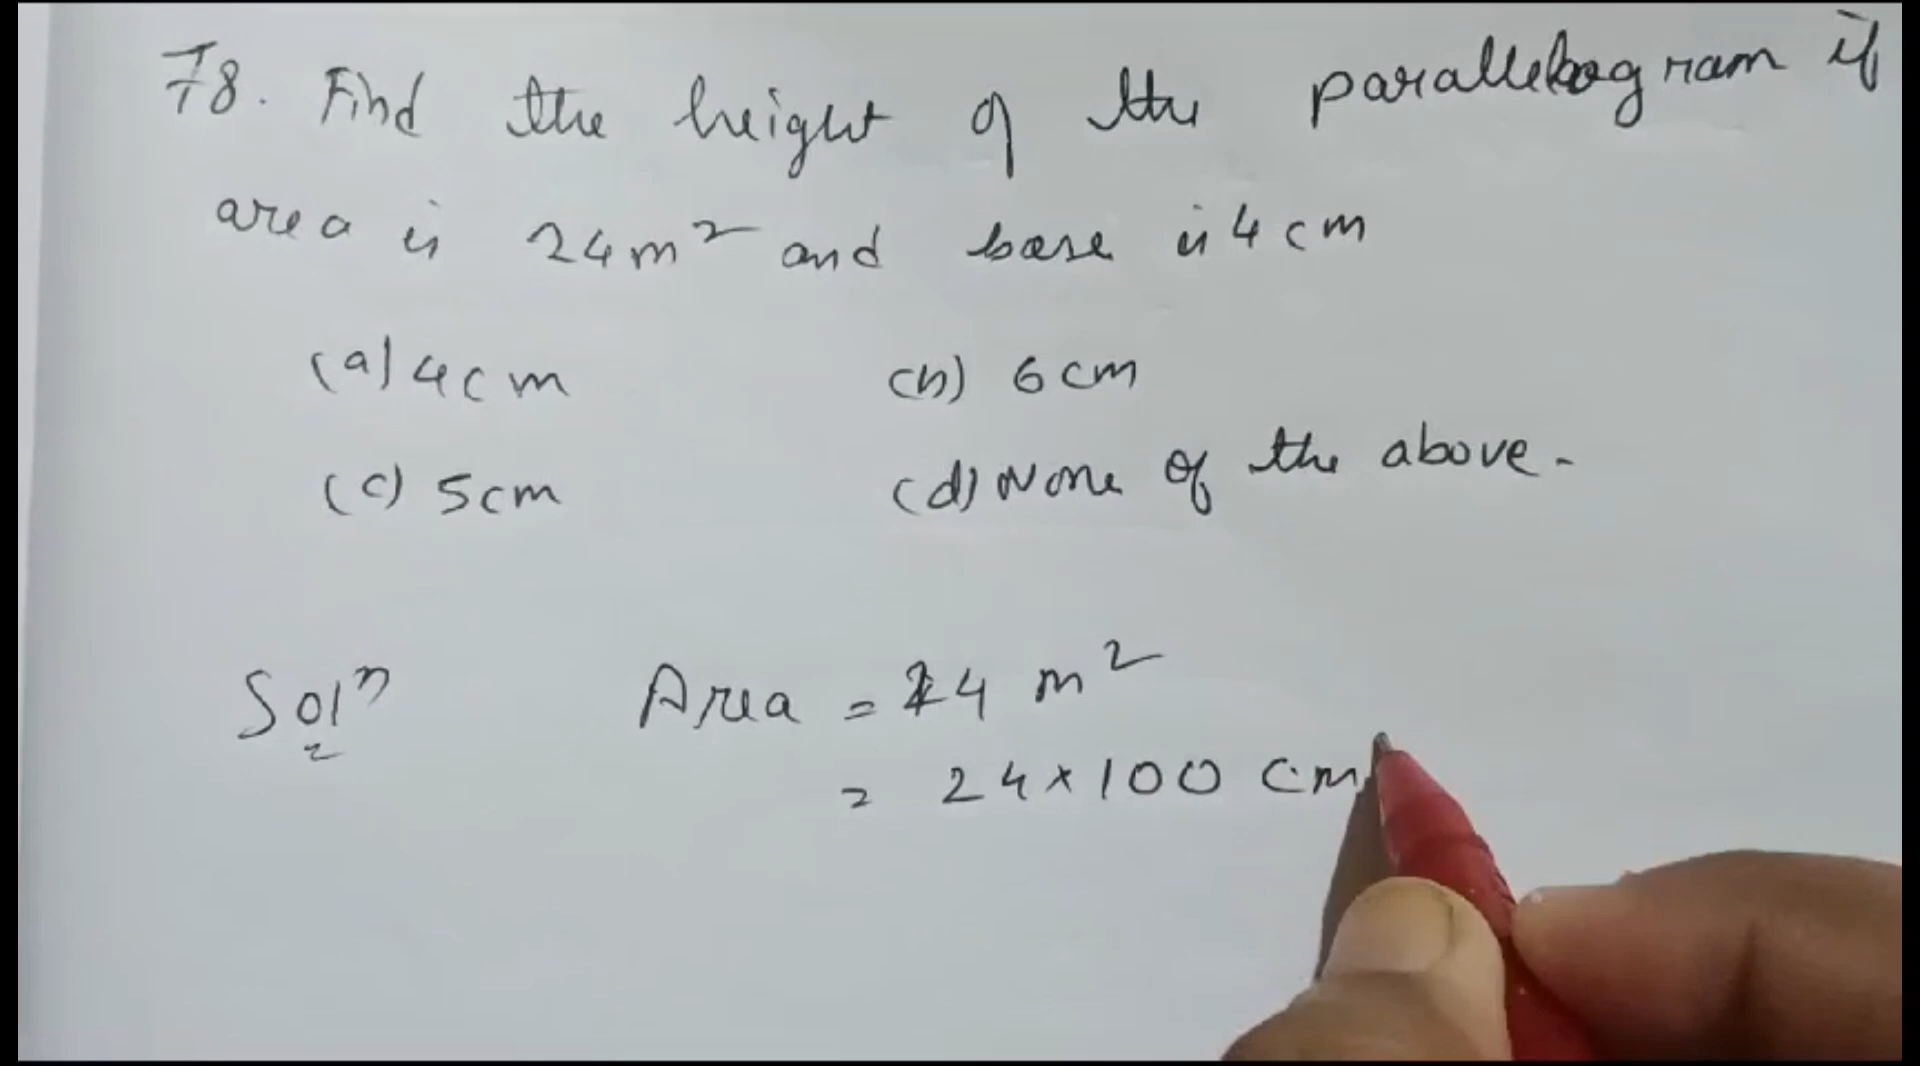 78. Find the height of the parallelogram if
area is 24m² and base is 4cm
(a) 4cm (b) 6cm
(c) 5cm (d) None of the above.
Solⁿ Area = 24 m²
= 24×100 cm